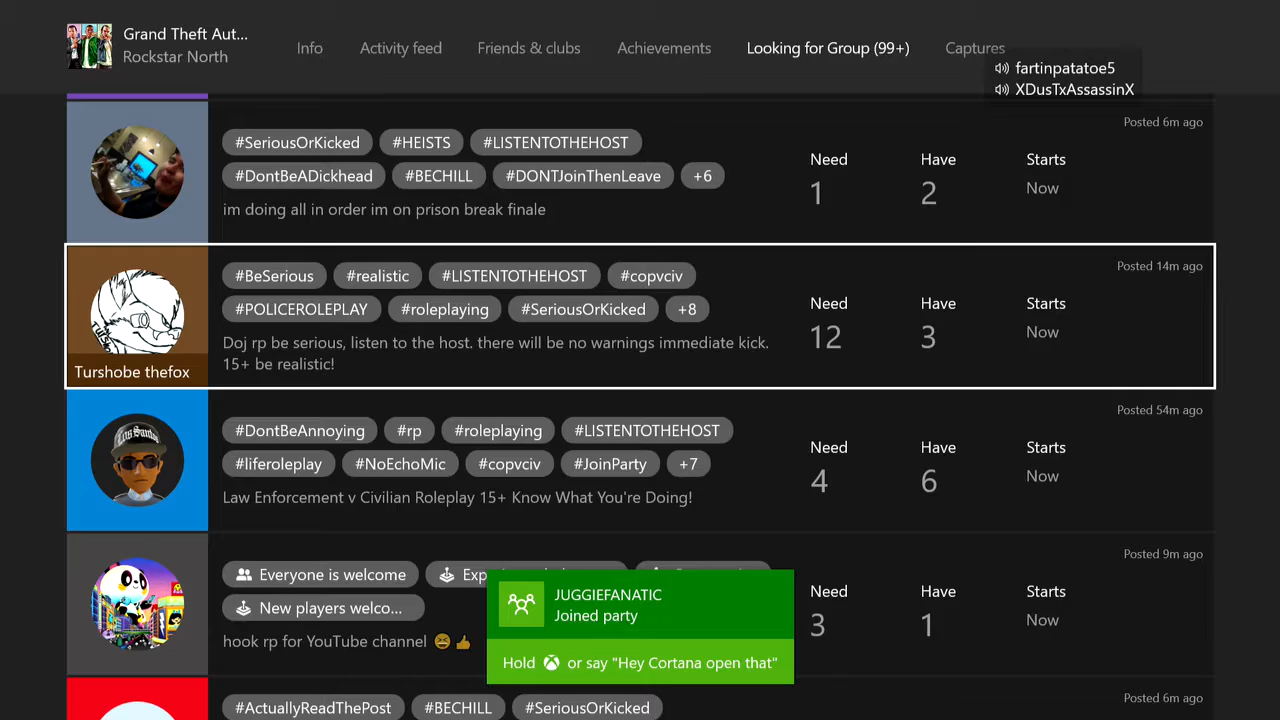 Grand Theft Aut...
Rockstar North
Info
Activity feed
Friends & clubs
Achievements
Looking for Group (99+)
Captures
fartinpatatoe5
XDusTxAssassinX
Posted 6m ago
#SeriousOrKicked #HEISTS #LISTENTOTHEHOST
#DontBeADickhead #BECHILL #DONTJoinThenLeave +6
im doing all in order im on prison break finale
Need Have Starts
1 2 Now
Posted 14m ago
#BeSerious #realistic #LISTENTOTHEHOST #copvciv
#POLICEROLEPLAY #roleplaying #SeriousOrKicked +8
Doj rp be serious, listen to the host. there will be no warnings immediate kick.
15+ be realistic!
Turshobe thefox
Need Have Starts
12 3 Now
Posted 54m ago
#DontBeAnnoying #rp #roleplaying #LISTENTOTHEHOST
#liferoleplay #NoEchoMic #copvciv #JoinParty +7
Law Enforcement v Civilian Roleplay 15+ Know What You're Doing!
Los Santos
Need Have Starts
4 6 Now
Posted 9m ago
Everyone is welcome
New players welco...
hook rp for YouTube channel 😆👍
Need Have Starts
3 1 Now
JUGGIEFANATIC
Joined party
Hold or say "Hey Cortana open that"
Posted 6m ago
#ActuallyReadThePost #BECHILL #SeriousOrKicked